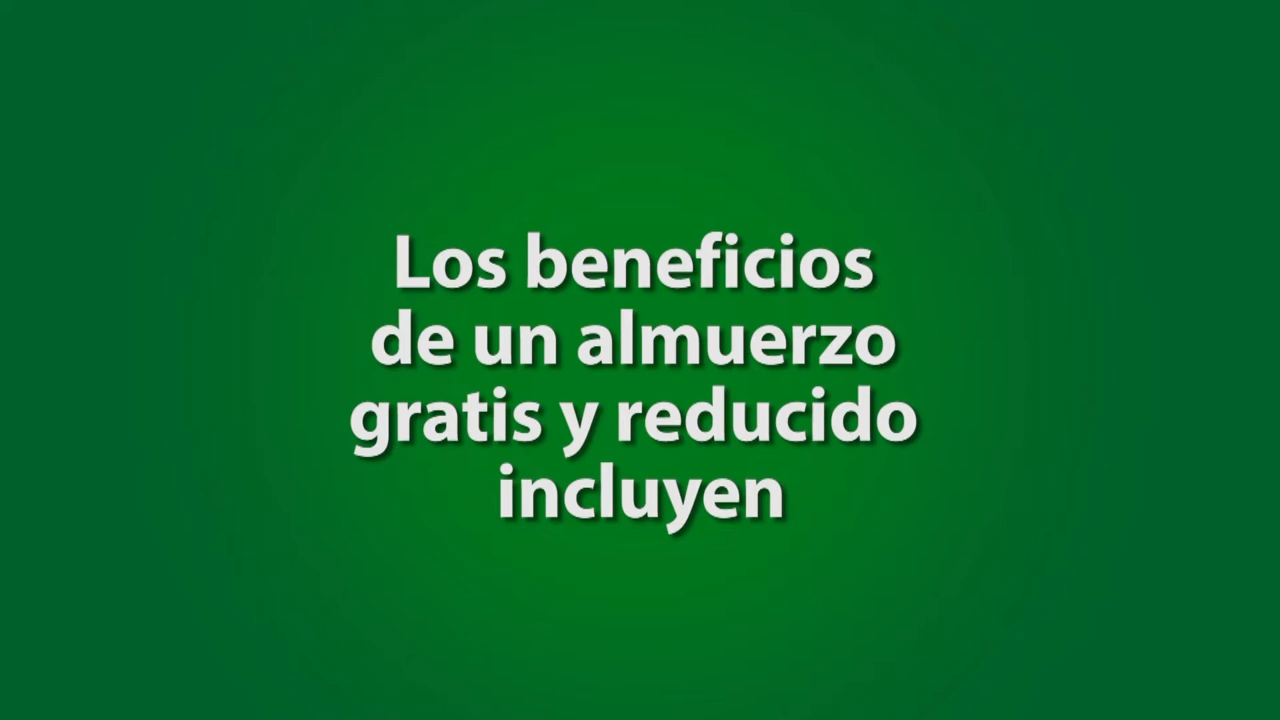 Los beneficios
de un almuerzo
gratis y reducido
incluyen